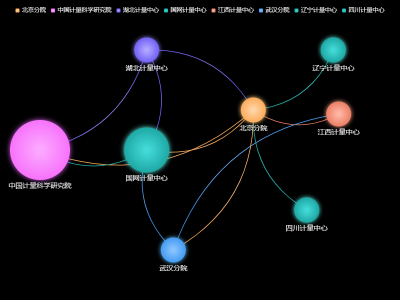 北京分院 中国计量科学研究院 湖北计量中心 国网计量中心 江西计量中心 武汉分院 辽宁计量中心 四川计量中心
湖北计量中心
辽宁计量中心
北京分院
江西计量中心
国网计量中心
中国计量科学研究院
四川计量中心
武汉分院